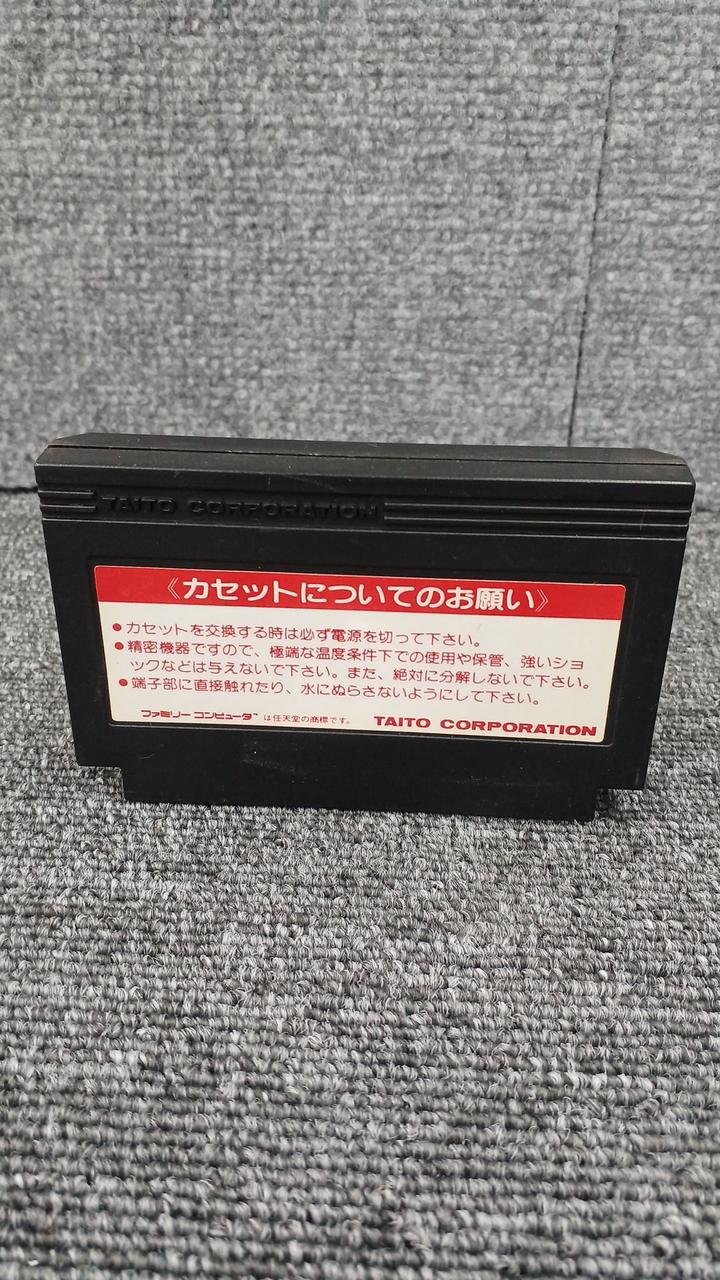 TAITO CORPORATION
《カセットについてのお願い》
●カセットを交換する時は必ず電源を切って下さい。
●精密機器ですので、極端な温度条件下での使用や保管、強いショ
ックなどは与えないで下さい。また、絶対に分解しないで下さい。
●端子部に直接触れたり、水にぬらさないようにして下さい。
ファミリーコンピュータ™は任天堂の商標です。 TAITO CORPORATION